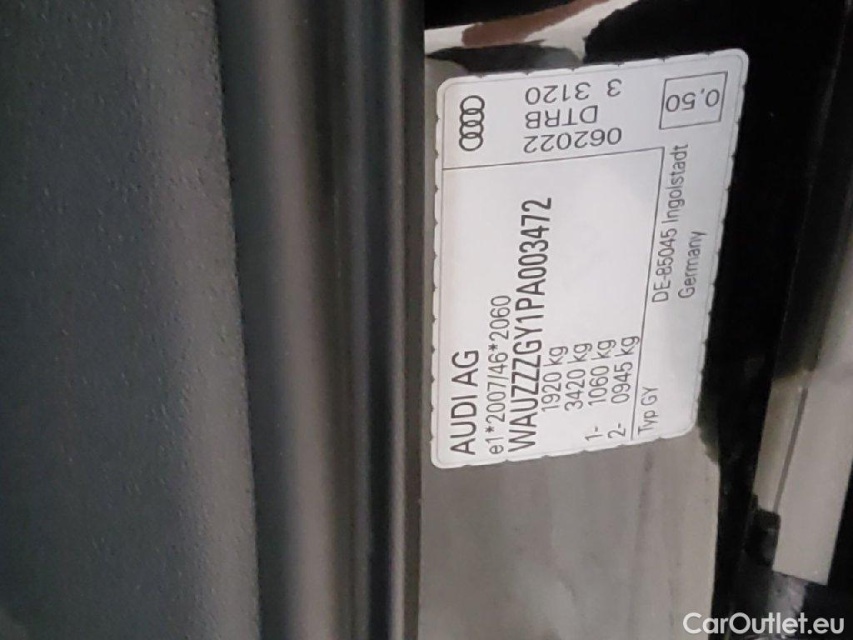 AUDI AG
e1*2007/46*2060
WAUZZZGY1PA003472
1920 kg
3420 kg
1- 1060 kg
2- 0945 kg
Typ GY
DE-85045 Ingolstadt
Germany
062022
DTRB
3 3120
0,50
CarOutlet.eu